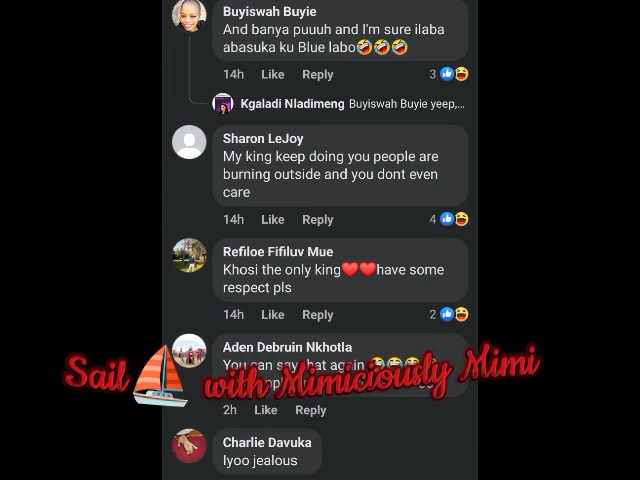 Buyiswah Buyie
And banya puuuh and I'm sure ilaba
abasuka ku Blue labo🤣🤣🤣
14h Like Reply 3
Kgaladi Nladimeng Buyiswah Buyie yeep,...
Sharon LeJoy
My king keep doing you people are
burning outside and you dont even
care
14h Like Reply 4
Refiloe Fifiluv Mue
Khosi the only king❤️❤️have some
respect pls
14h Like Reply 2
Aden Debruin Nkhotla
You can say that again 😂😂😂
Sail ⛵ with Mimiciously Mimi
2h Like Reply
Charlie Davuka
Iyoo jealous